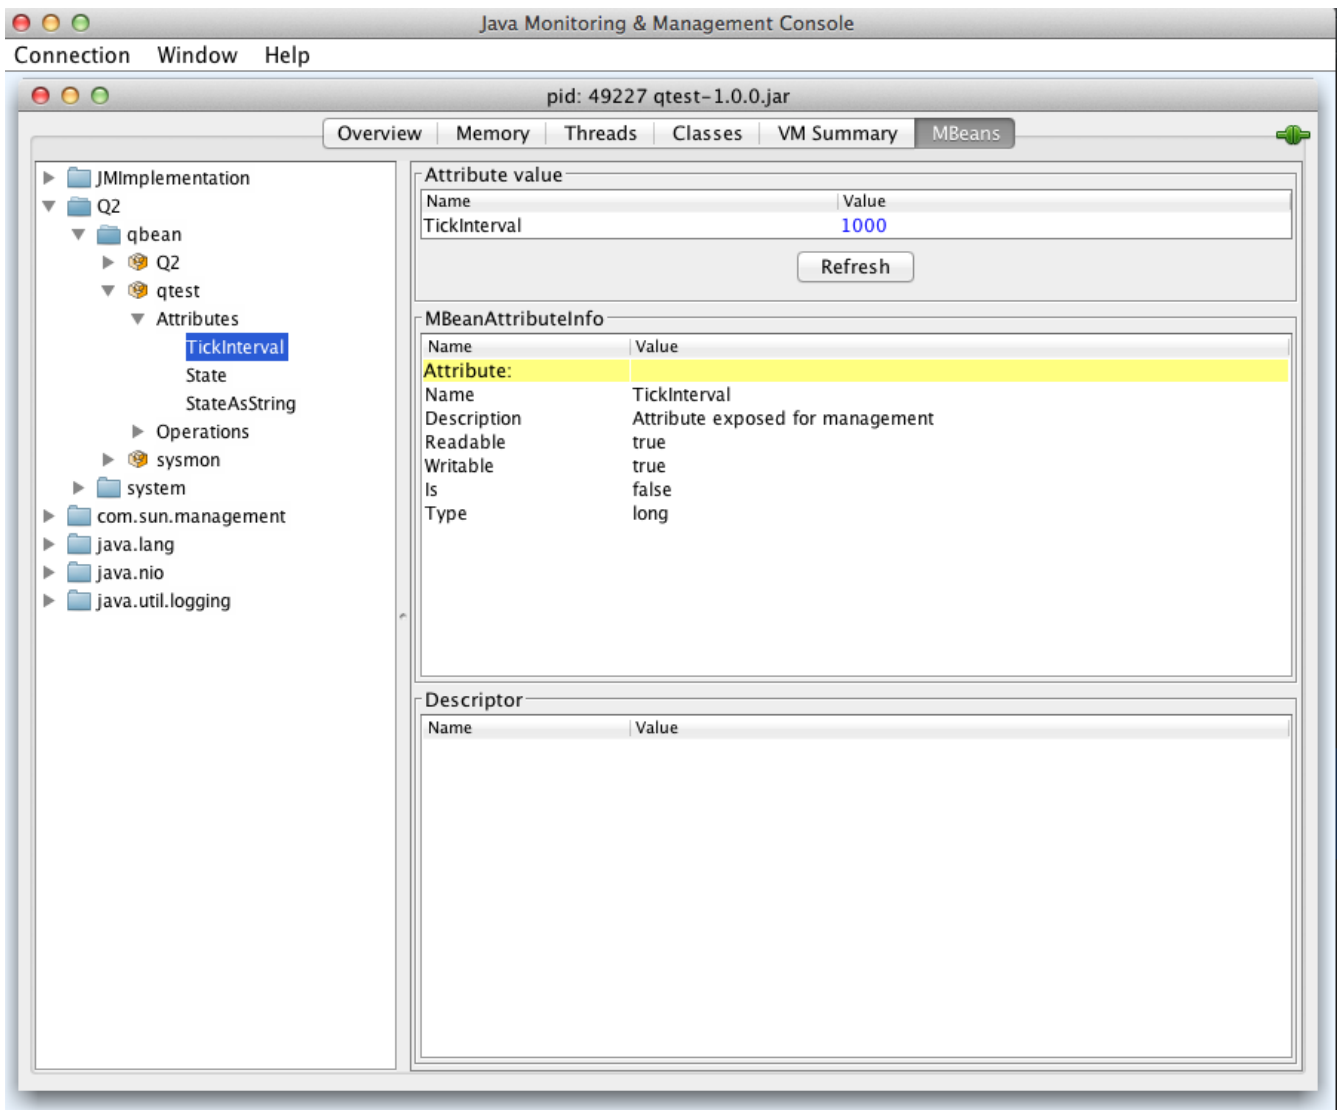 Java Monitoring & Management Console
Connection Window Help
pid: 49227 qtest-1.0.0.jar
Overview Memory Threads Classes VM Summary MBeans
JMImplementation
Q2
qbean
Q2
qtest
Attributes
TickInterval
State
StateAsString
Operations
sysmon
system
com.sun.management
java.lang
java.nio
java.util.logging
Attribute value
Name Value
TickInterval 1000
Refresh
MBeanAttributeInfo
Name Value
Attribute:
Name TickInterval
Description Attribute exposed for management
Readable true
Writable true
Is false
Type long
Descriptor
Name Value